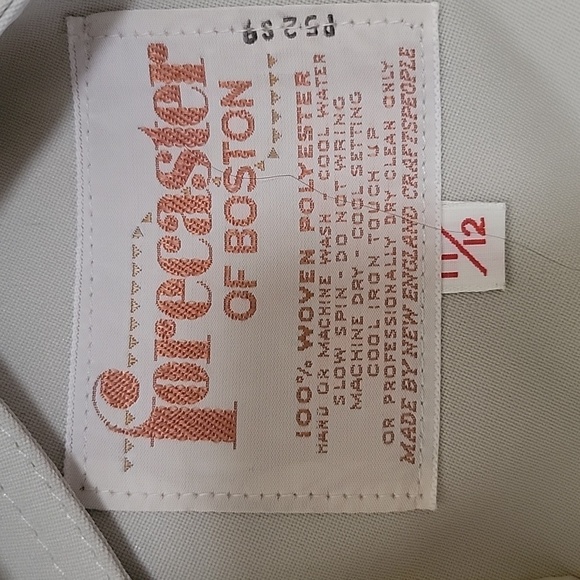 forecaster
OF BOSTON
100% WOVEN POLYESTER
HAND OR MACHINE WASH COOL WATER
SLOW SPIN - DO NOT WRING
MACHINE DRY - COOL SETTING
COOL IRON TOUCH UP
OR PROFESSIONALLY DRY CLEAN ONLY
MADE BY NEW ENGLAND CRAFTSPEOPLE
11/12